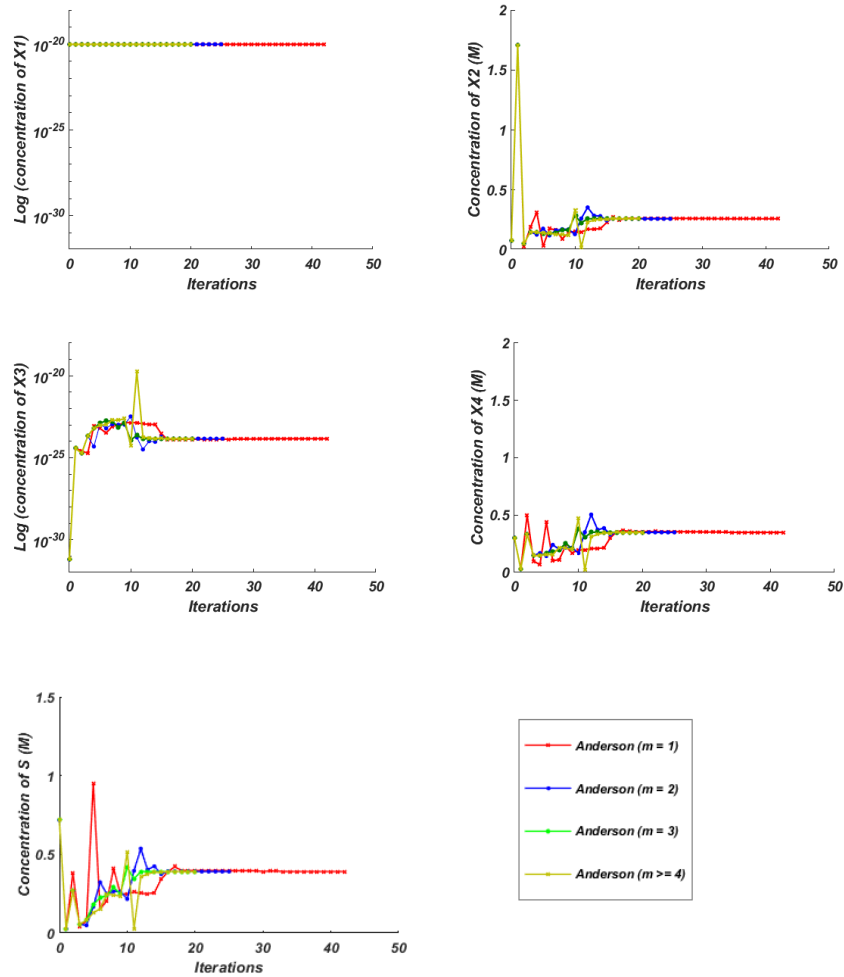 Log (concentration of X1)
10^-20
10^-25
10^-30
0 10 20 30 40 50
Iterations
Concentration of X2 (M)
2
1.5
1
0.5
0
0 10 20 30 40 50
Iterations
Log (concentration of X3)
10^-20
10^-25
10^-30
0 10 20 30 40 50
Iterations
Concentration of X4 (M)
2
1.5
1
0.5
0
0 10 20 30 40 50
Iterations
Concentration of S (M)
1.5
1
0.5
0
0 10 20 30 40 50
Iterations
Anderson (m = 1)
Anderson (m = 2)
Anderson (m = 3)
Anderson (m >= 4)